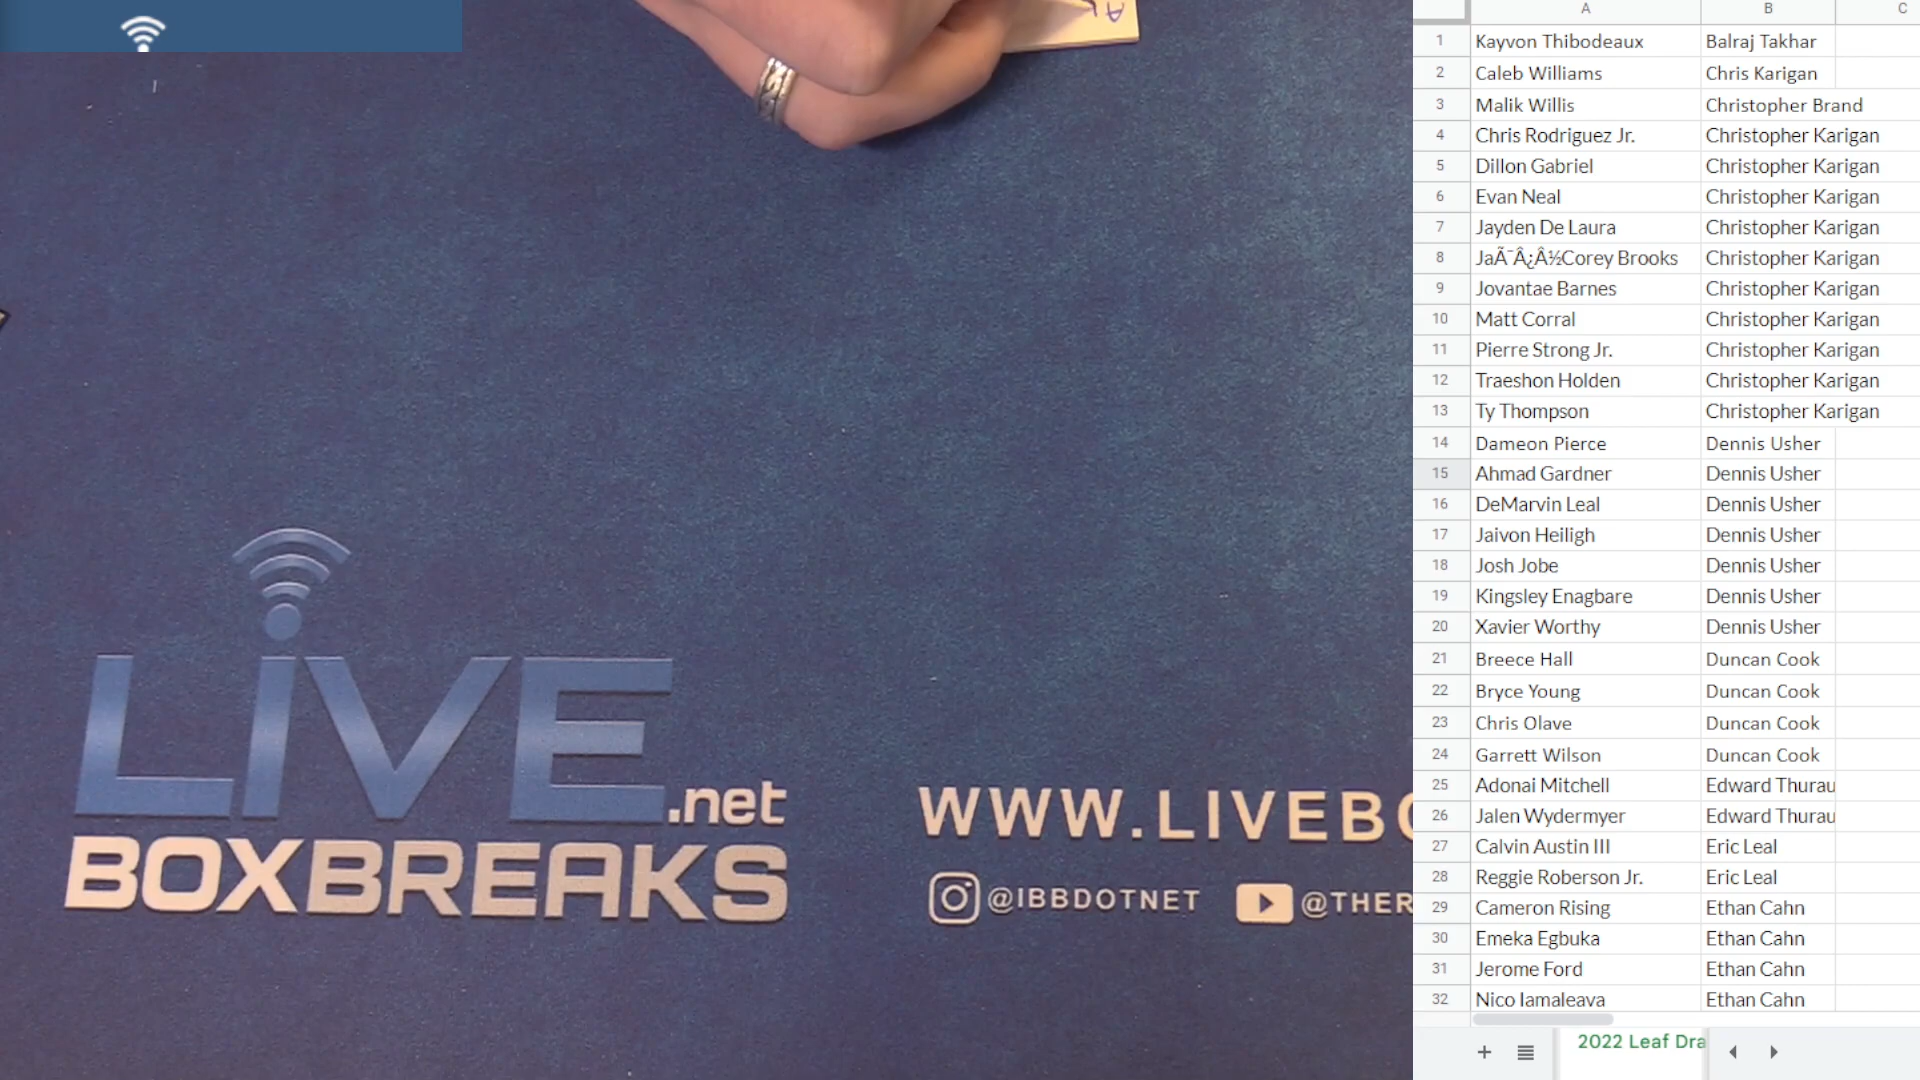 LIVE
.net
BOXBREAKS
WWW.LIVEBO
@IBBDOTNET @THER
A B C
1 Kayvon Thibodeaux Balraj Takhar
2 Caleb Williams Chris Karigan
3 Malik Willis Christopher Brand
4 Chris Rodriguez Jr. Christopher Karigan
5 Dillon Gabriel Christopher Karigan
6 Evan Neal Christopher Karigan
7 Jayden De Laura Christopher Karigan
8 JaÃ¯Â¿Â½Corey Brooks Christopher Karigan
9 Jovantae Barnes Christopher Karigan
10 Matt Corral Christopher Karigan
11 Pierre Strong Jr. Christopher Karigan
12 Traeshon Holden Christopher Karigan
13 Ty Thompson Christopher Karigan
14 Dameon Pierce Dennis Usher
15 Ahmad Gardner Dennis Usher
16 DeMarvin Leal Dennis Usher
17 Jaivon Heiligh Dennis Usher
18 Josh Jobe Dennis Usher
19 Kingsley Enagbare Dennis Usher
20 Xavier Worthy Dennis Usher
21 Breece Hall Duncan Cook
22 Bryce Young Duncan Cook
23 Chris Olave Duncan Cook
24 Garrett Wilson Duncan Cook
25 Adonai Mitchell Edward Thurau
26 Jalen Wydermyer Edward Thurau
27 Calvin Austin III Eric Leal
28 Reggie Roberson Jr. Eric Leal
29 Cameron Rising Ethan Cahn
30 Emeka Egbuka Ethan Cahn
31 Jerome Ford Ethan Cahn
32 Nico Iamaleava Ethan Cahn
2022 Leaf Dra